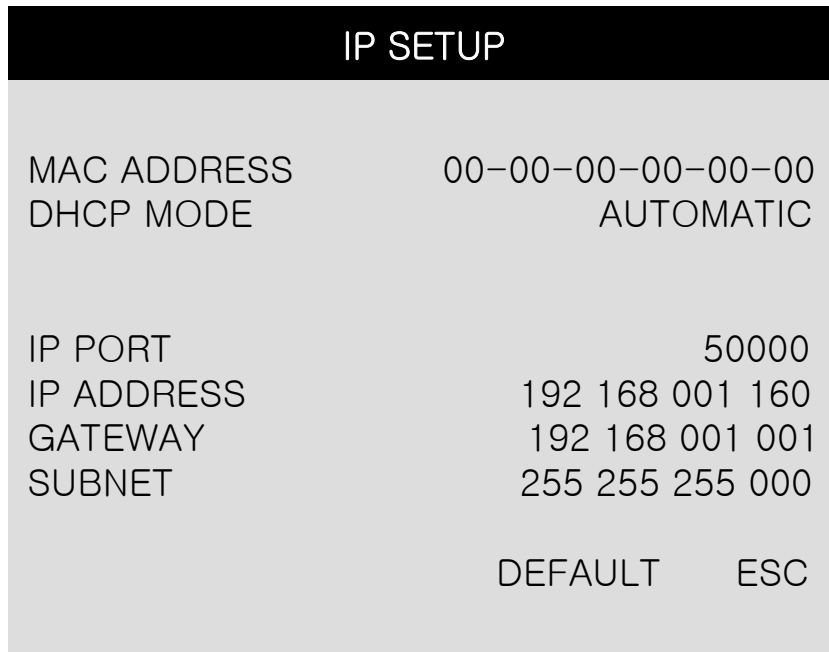 IP SETUP
MAC ADDRESS 00-00-00-00-00-00
DHCP MODE AUTOMATIC
IP PORT 50000
IP ADDRESS 192 168 001 160
GATEWAY 192 168 001 001
SUBNET 255 255 255 000
DEFAULT ESC